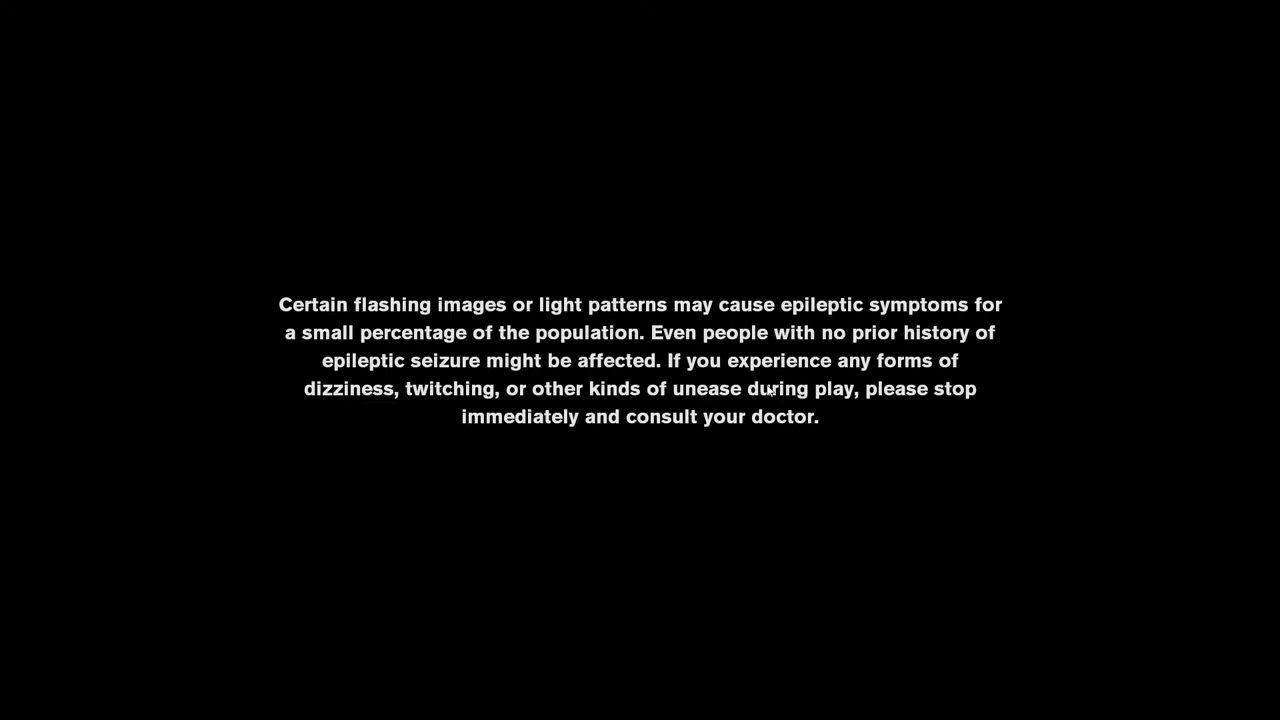 Certain flashing images or light patterns may cause epileptic symptoms for
a small percentage of the population. Even people with no prior history of
epileptic seizure might be affected. If you experience any forms of
dizziness, twitching, or other kinds of unease during play, please stop
immediately and consult your doctor.